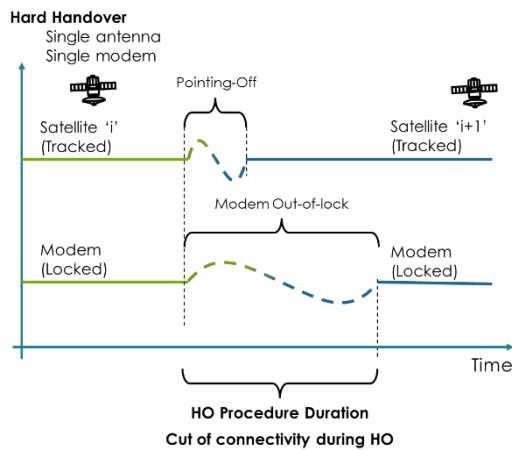 Hard Handover
Single antenna
Single modem
Pointing-Off
Satellite ‘i’
(Tracked)
Satellite ‘i+1’
(Tracked)
Modem Out-of-lock
Modem
(Locked)
Modem
(Locked)
Time
HO Procedure Duration
Cut of connectivity during HO